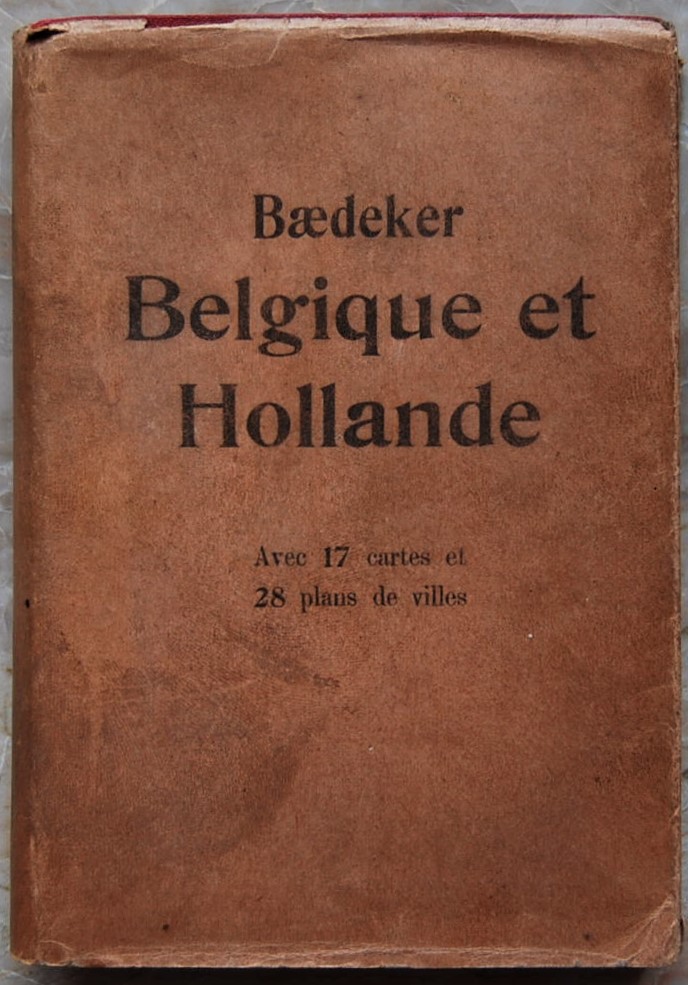 Bædeker
Belgique et
Hollande
Avec 17 cartes et
28 plans de villes